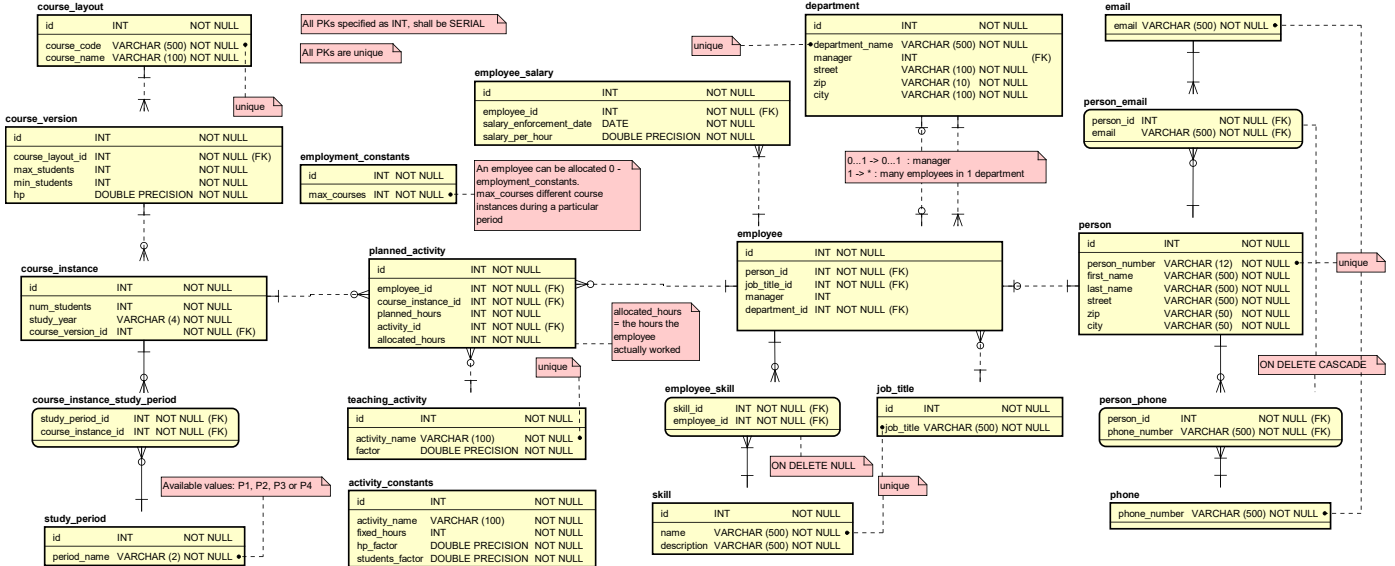 course_layout
id INT NOT NULL
course_code VARCHAR (500) NOT NULL
course_name VARCHAR (100) NOT NULL
unique
All PKs specified as INT, shall be SERIAL
All PKs are unique
course_version
id INT NOT NULL
course_layout_id INT NOT NULL (FK)
max_students INT NOT NULL
min_students INT NOT NULL
hp DOUBLE PRECISION NOT NULL
employment_constants
id INT NOT NULL
max_courses INT NOT NULL
An employee can be allocated 0 -
employment_constants.
max_courses different course
instances during a particular
period
employee_salary
id INT NOT NULL
employee_id INT NOT NULL (FK)
salary_enforcement_date DATE NOT NULL
salary_per_hour DOUBLE PRECISION NOT NULL
department
id INT NOT NULL
department_name VARCHAR (500) NOT NULL
manager INT (FK)
street VARCHAR (100) NOT NULL
zip VARCHAR (10) NOT NULL
city VARCHAR (100) NOT NULL
unique
0...1 -> 0...1 : manager
1 -> * : many employees in 1 department
email
email VARCHAR (500) NOT NULL
person_email
person_id INT NOT NULL (FK)
email VARCHAR (500) NOT NULL (FK)
person
id INT NOT NULL
person_number VARCHAR (12) NOT NULL
first_name VARCHAR (500) NOT NULL
last_name VARCHAR (500) NOT NULL
street VARCHAR (500) NOT NULL
zip VARCHAR (50) NOT NULL
city VARCHAR (50) NOT NULL
unique
ON DELETE CASCADE
course_instance
id INT NOT NULL
num_students INT NOT NULL
study_year VARCHAR (4) NOT NULL
course_version_id INT NOT NULL (FK)
planned_activity
id INT NOT NULL
employee_id INT NOT NULL (FK)
course_instance_id INT NOT NULL (FK)
planned_hours INT NOT NULL
activity_id INT NOT NULL (FK)
allocated_hours INT NOT NULL
allocated_hours
= the hours the
employee
actually worked
employee
id INT NOT NULL
person_id INT NOT NULL (FK)
job_title_id INT NOT NULL (FK)
manager INT
department_id INT NOT NULL (FK)
course_instance_study_period
study_period_id INT NOT NULL (FK)
course_instance_id INT NOT NULL (FK)
Available values: P1, P2, P3 or P4
study_period
id INT NOT NULL
period_name VARCHAR (2) NOT NULL
unique
teaching_activity
id INT NOT NULL
activity_name VARCHAR (100) NOT NULL
factor DOUBLE PRECISION NOT NULL
activity_constants
id INT NOT NULL
activity_name VARCHAR (100) NOT NULL
fixed_hours INT NOT NULL
hp_factor DOUBLE PRECISION NOT NULL
students_factor DOUBLE PRECISION NOT NULL
employee_skill
skill_id INT NOT NULL (FK)
employee_id INT NOT NULL (FK)
ON DELETE NULL
job_title
id INT NOT NULL
job_title VARCHAR (500) NOT NULL
unique
skill
id INT NOT NULL
name VARCHAR (500) NOT NULL
description VARCHAR (500) NOT NULL
person_phone
person_id INT NOT NULL (FK)
phone_number VARCHAR (500) NOT NULL (FK)
phone
phone_number VARCHAR (500) NOT NULL